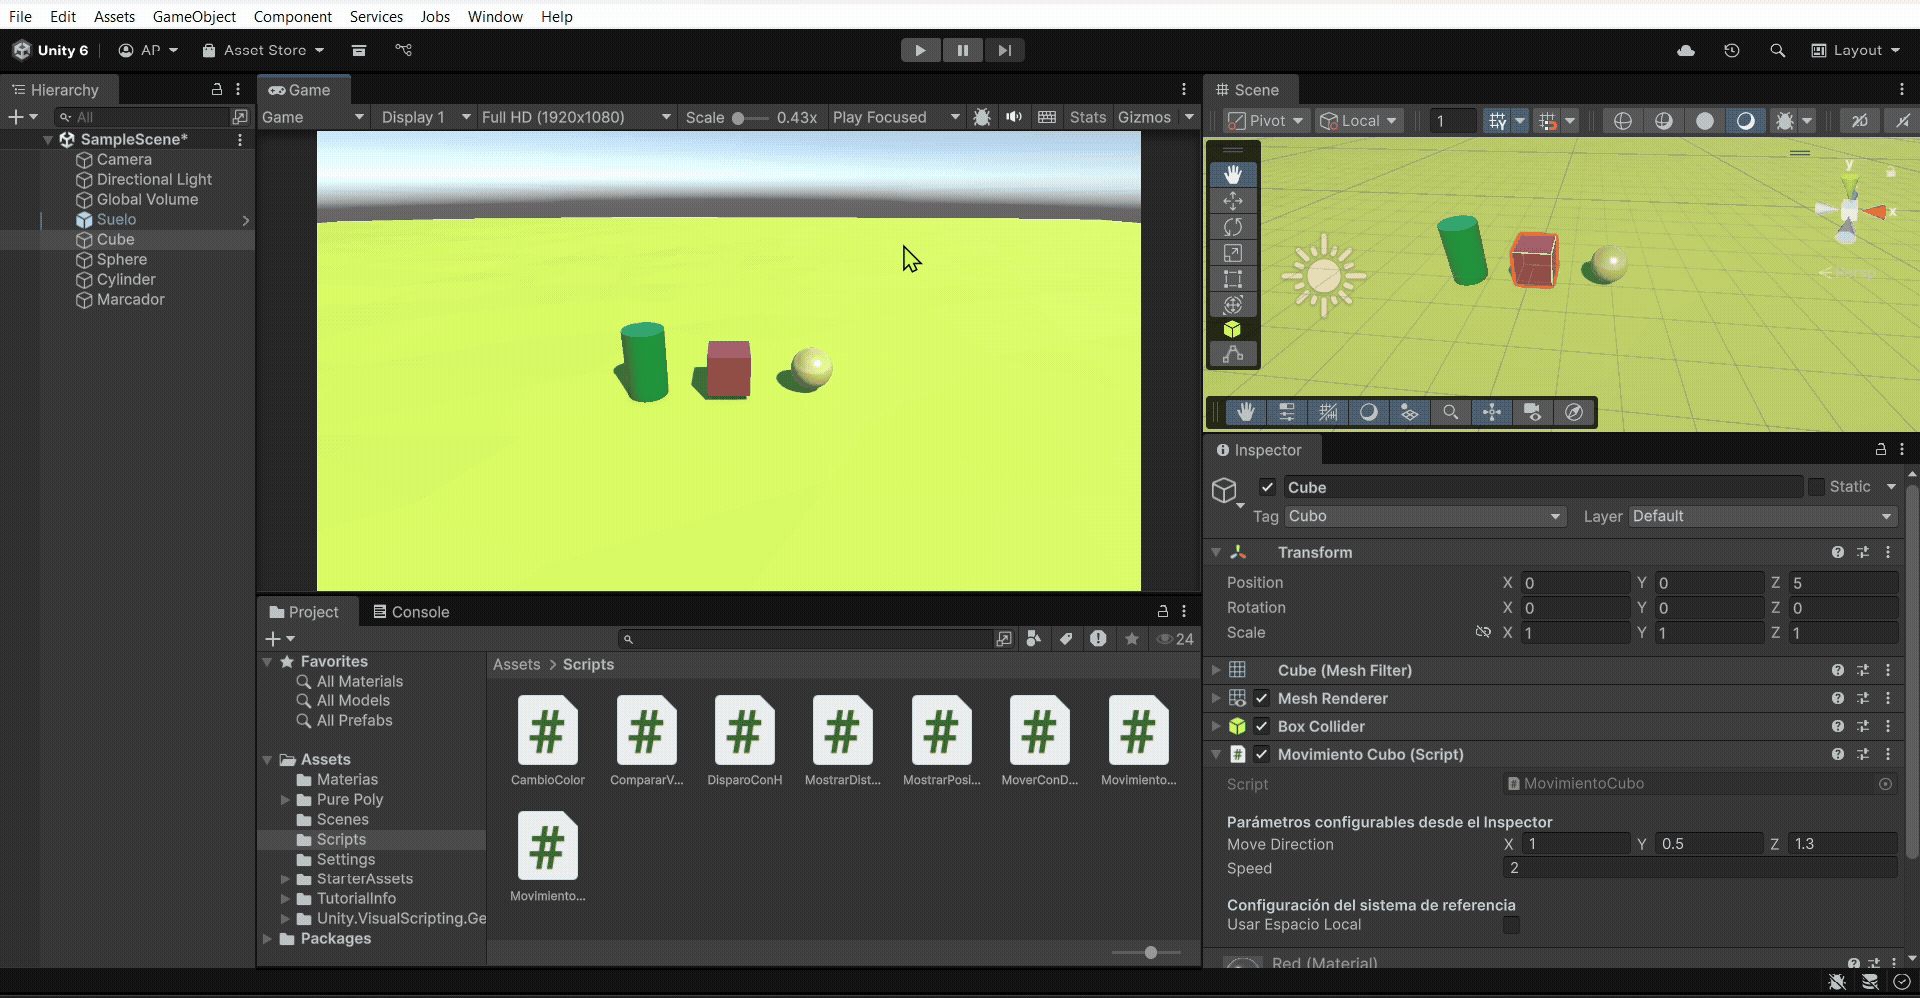 File Edit Assets GameObject Component Services Jobs Window Help
Unity 6 AP Asset Store Layout
Hierarchy
All
SampleScene*
Camera
Directional Light
Global Volume
Suelo
Cube
Sphere
Cylinder
Marcador
Game
Game Display 1 Full HD (1920x1080) Scale 0.43x Play Focused Stats Gizmos
Scene
Pivot Local 1 2D
y
x
Persp
Project Console
24
Favorites
All Materials
All Models
All Prefabs
Assets
Materias
Pure Poly
Scenes
Scripts
Settings
StarterAssets
TutorialInfo
Unity.VisualScripting.Ge
Packages
Assets > Scripts
CambioColor CompararV... DisparoConH MostrarDist... MostrarPosi... MoverConD... Movimiento...
Movimiento...
Inspector
Cube Static
Tag Cubo Layer Default
Transform
Position X 0 Y 0 Z 5
Rotation X 0 Y 0 Z 0
Scale X 1 Y 1 Z 1
Cube (Mesh Filter)
Mesh Renderer
Box Collider
Movimiento Cubo (Script)
Script MovimientoCubo
Parámetros configurables desde el Inspector
Move Direction X 1 Y 0.5 Z 1.3
Speed 2
Configuración del sistema de referencia
Usar Espacio Local
Red (Material)